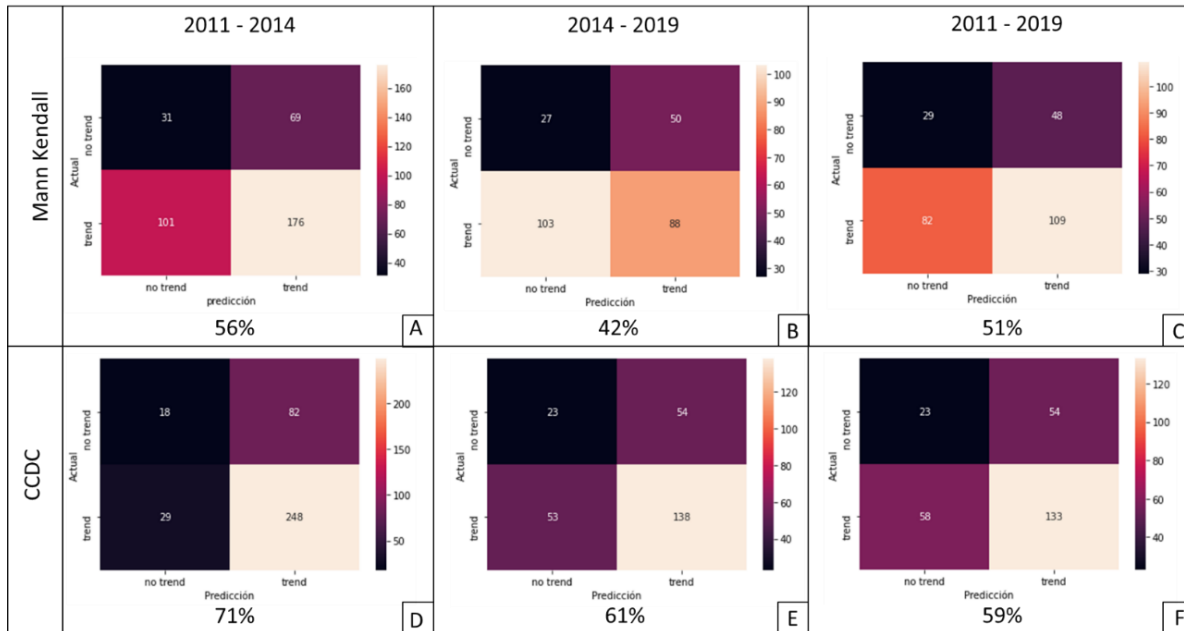 2011 - 2014
2014 - 2019
2011 - 2019
Mann Kendall
Actual
no trend
trend
31
69
101
176
160
140
120
100
80
60
40
no trend
trend
predicción
56%
A
Actual
no trend
trend
27
50
103
88
100
90
80
70
60
50
40
30
no trend
trend
Predicción
42%
B
Actual
no trend
trend
29
48
82
109
100
90
80
70
60
50
40
30
no trend
trend
Predicción
51%
C
CCDC
Actual
no trend
trend
18
82
29
248
200
150
100
50
no trend
trend
Predicción
71%
D
Actual
no trend
trend
23
54
53
138
120
100
80
60
40
no trend
trend
Predicción
61%
E
Actual
no trend
trend
23
54
58
133
120
100
80
60
40
no trend
trend
Predicción
59%
F